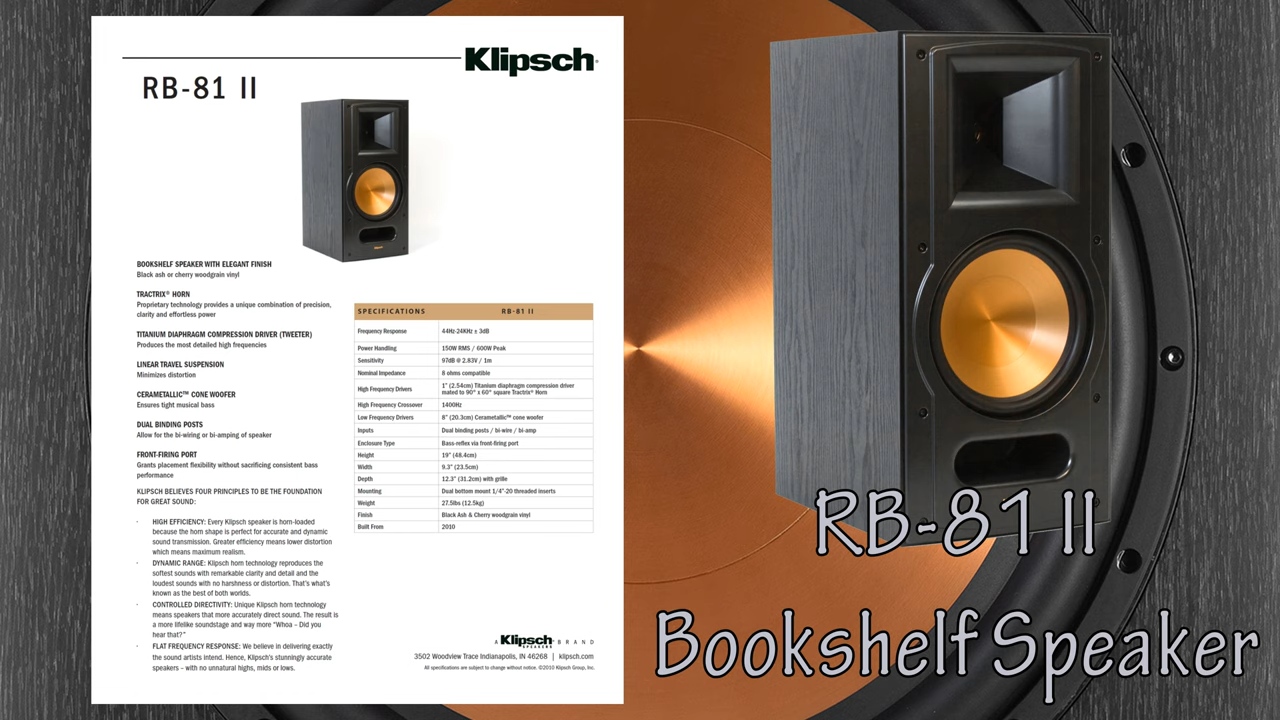 Klipsch®
RB-81 II
BOOKSHELF SPEAKER WITH ELEGANT FINISH
Black ash or cherry woodgrain vinyl
TRACTRIX® HORN
Proprietary technology provides a unique combination of precision,
clarity and effortless power
TITANIUM DIAPHRAGM COMPRESSION DRIVER (TWEETER)
Produces the most detailed high frequencies
LINEAR TRAVEL SUSPENSION
Minimizes distortion
CERAMETALLIC™ CONE WOOFER
Ensures tight musical bass
DUAL BINDING POSTS
Allow for the bi-wiring or bi-amping of speaker
FRONT-FIRING PORT
Grants placement flexibility without sacrificing consistent bass
performance
KLIPSCH BELIEVES FOUR PRINCIPLES TO BE THE FOUNDATION
FOR GREAT SOUND:
· HIGH EFFICIENCY: Every Klipsch speaker is horn-loaded
because the horn shape is perfect for accurate and dynamic
sound transmission. Greater efficiency means lower distortion
which means maximum realism.
· DYNAMIC RANGE: Klipsch horn technology reproduces the
softest sounds with remarkable clarity and detail and the
loudest sounds with no harshness or distortion. That's what's
known as the best of both worlds.
· CONTROLLED DIRECTIVITY: Unique Klipsch horn technology
means speakers that more accurately direct sound. The result is
a more lifelike soundstage and way more "Whoa – Did you
hear that?"
· FLAT FREQUENCY RESPONSE: We believe in delivering exactly
the sound artists intend. Hence, Klipsch's stunningly accurate
speakers – with no unnatural highs, mids or lows.
SPECIFICATIONS RB-81 II
Frequency Response 44Hz-24KHz ± 3dB
Power Handling 150W RMS / 600W Peak
Sensitivity 97dB @ 2.83V / 1m
Nominal Impedance 8 ohms compatible
High Frequency Drivers 1" (2.54cm) Titanium diaphragm compression driver
mated to 90° x 60° square Tractrix® Horn
High Frequency Crossover 1400Hz
Low Frequency Drivers 8" (20.3cm) Cerametallic™ cone woofer
Inputs Dual binding posts / bi-wire / bi-amp
Enclosure Type Bass-reflex via front-firing port
Height 19" (48.4cm)
Width 9.3" (23.5cm)
Depth 12.3" (31.2cm) with grille
Mounting Dual bottom mount 1/4"-20 threaded inserts
Weight 27.5lbs (12.5kg)
Finish Black Ash & Cherry woodgrain vinyl
Built From 2010
A Klipsch SPEAKERS BRAND
3502 Woodview Trace Indianapolis, IN 46268 | klipsch.com
All specifications are subject to change without notice. ©2010 Klipsch Group, Inc.
RB-81 II
Bookshelf Speaker